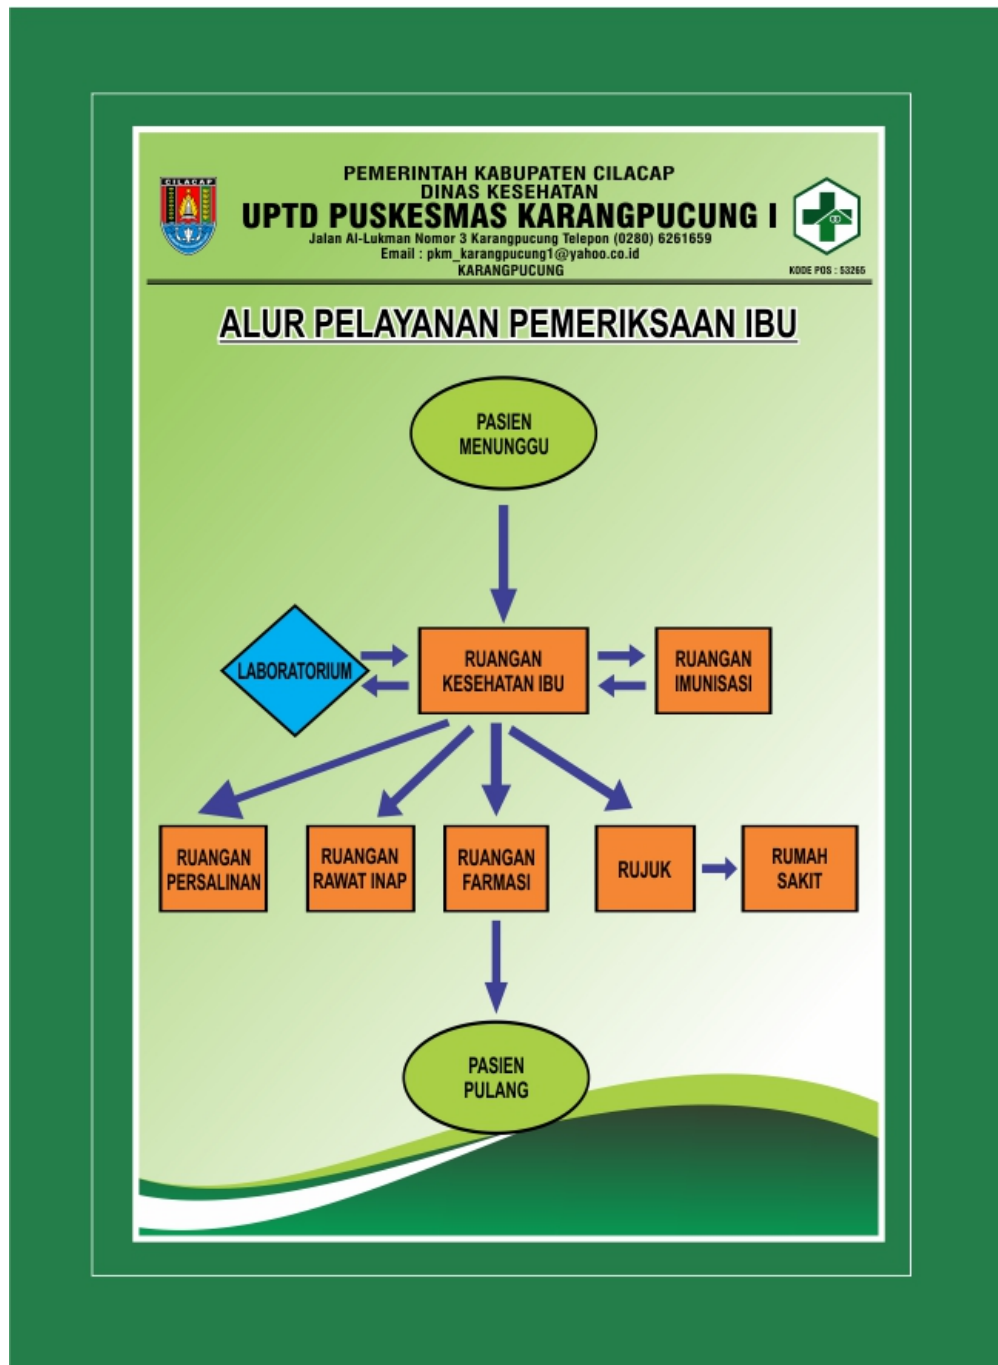 CILACAP
PEMERINTAH KABUPATEN CILACAP
DINAS KESEHATAN
UPTD PUSKESMAS KARANGPUCUNG I
Jalan Al-Lukman Nomor 3 Karangpucung Telepon (0280) 6261659
Email : pkm_karangpucung1@yahoo.co.id
KARANGPUCUNG
KODE POS : 53265
ALUR PELAYANAN PEMERIKSAAN IBU
PASIEN
MENUNGGU
LABORATORIUM
RUANGAN
KESEHATAN IBU
RUANGAN
IMUNISASI
RUANGAN
PERSALINAN
RUANGAN
RAWAT INAP
RUANGAN
FARMASI
RUJUK
RUMAH
SAKIT
PASIEN
PULANG